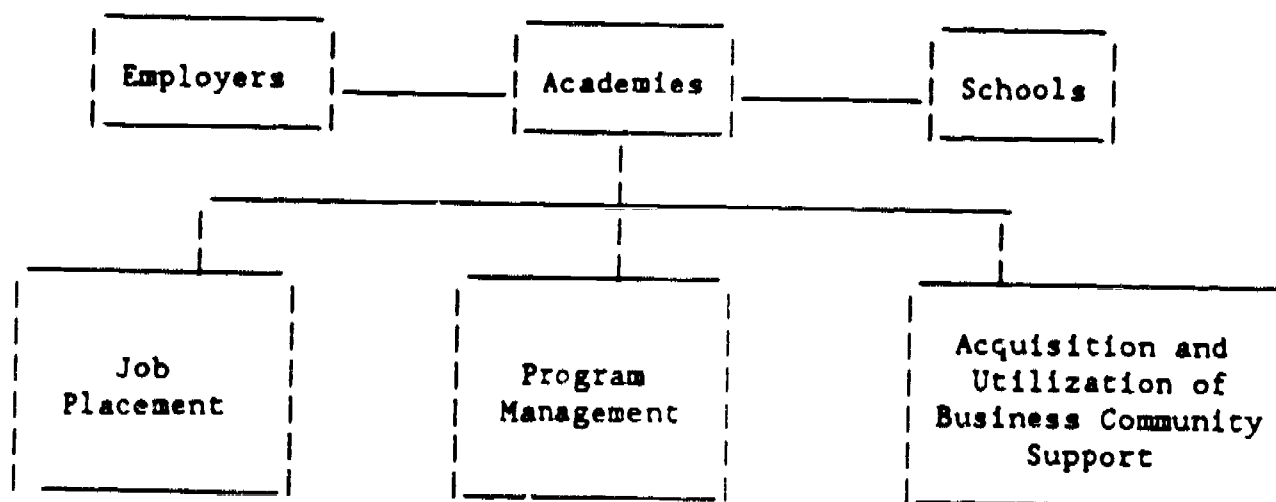 Employers
Academies
Schools
Job
Placement
Program
Management
Acquisition and
Utilization of
Business Community
Support